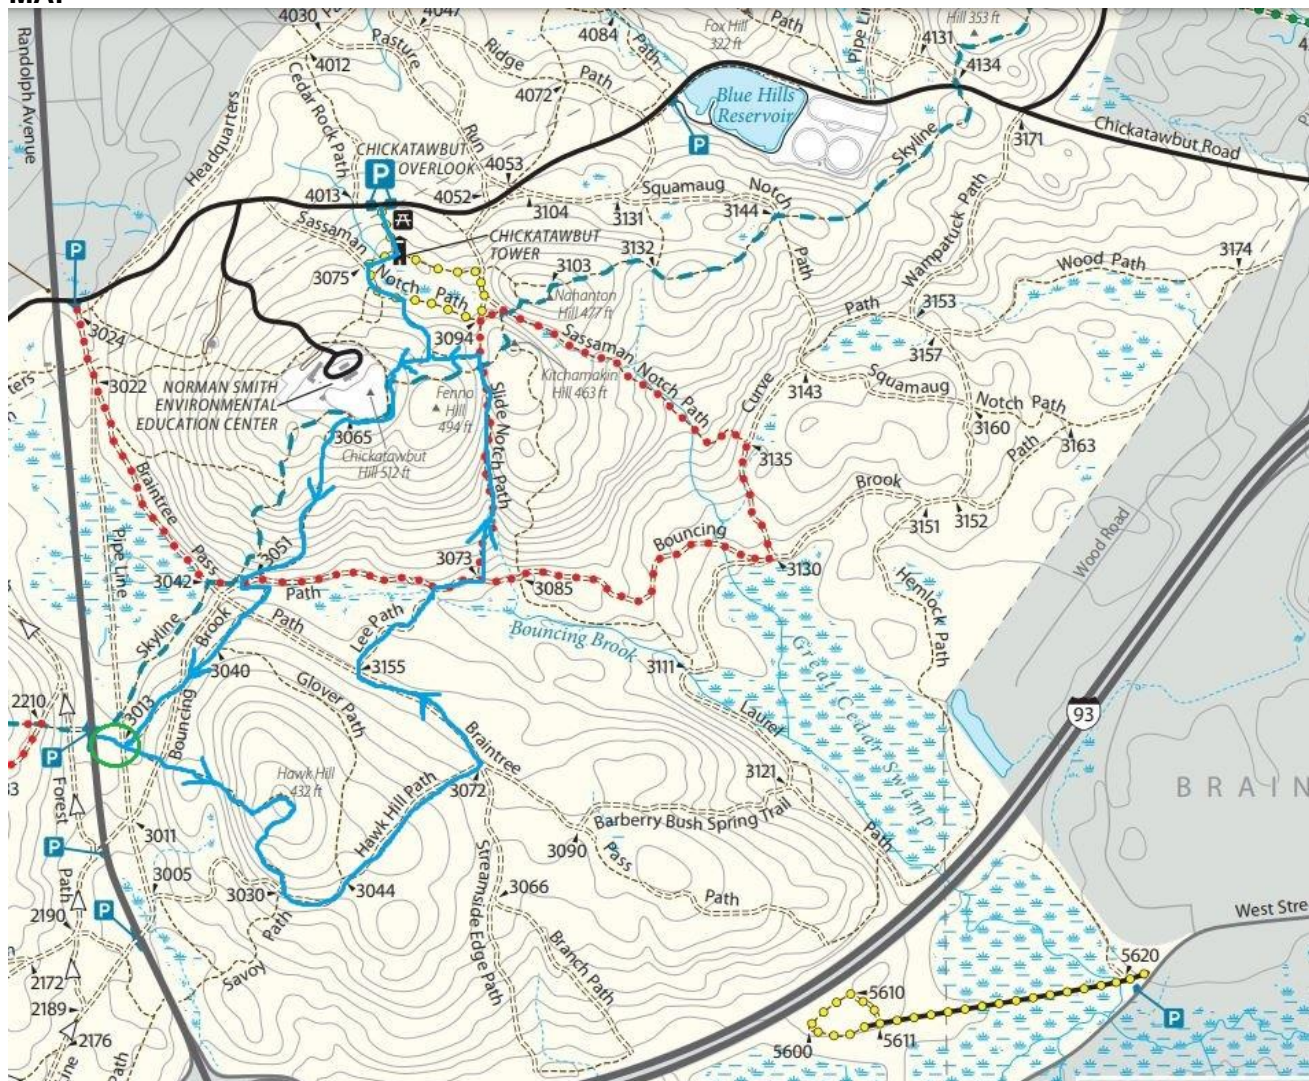 4030
4047
Path
Hill 353 ft
Randolph Avenue
Pasture
Ridge
4084
Path
Fox Hill
322 ft
Pipe Li
4131
4012
Path
4134
Cedar Rock Path
4072
Blue Hills
Reservoir
Headquarters
Run
Skyline
3171
Chickatawbut Road
CHICKATAWBUT
OVERLOOK
P
P
4053
4013
4052
Squamaug
Notch
3104
3131
3144
Sassaman
CHICKATAWBUT
TOWER
3132
Wampatuck Path
P
3075
Notch Path
3103
Path
Wood Path
3174
Nahanton
Hill 477 ft
Path
3153
3024
3094
Sassaman Notch Path
3157
3022
NORMAN SMITH
ENVIRONMENTAL
EDUCATION CENTER
Fenno
Hill
494 ft
Kitchamakin
Hill 463 ft
Curve
3143
Squamaug
Notch Path
Slide Notch Path
3065
Chickatawbut
Hill 512 ft
3160
3163
Path
3135
Braintree
Pass
Brook
3151
3152
Wood Road
Pipe Line
3051
3073
Bouncing
3130
3042
Path
3085
Hemlock Path
Skyline
Brook
Path
Lee Path
Bouncing Brook
Great Cedar Swamp
3040
3155
3111
2210
3013
Glover Path
Laurel
93
P
Bouncing
Braintree
Forest
Path
Hawk Hill
432 ft
3072
3121
BRAIN
Hawk Hill Path
Barberry Bush Spring Trail
3011
P
3090
Pass
Path
Path
3005
3030
3044
Streamside Edge Path
3066
P
2190
Path
Savoy
Branch Path
West Stre
2172
5620
2189
5610
P
2176
5600
5611
Path